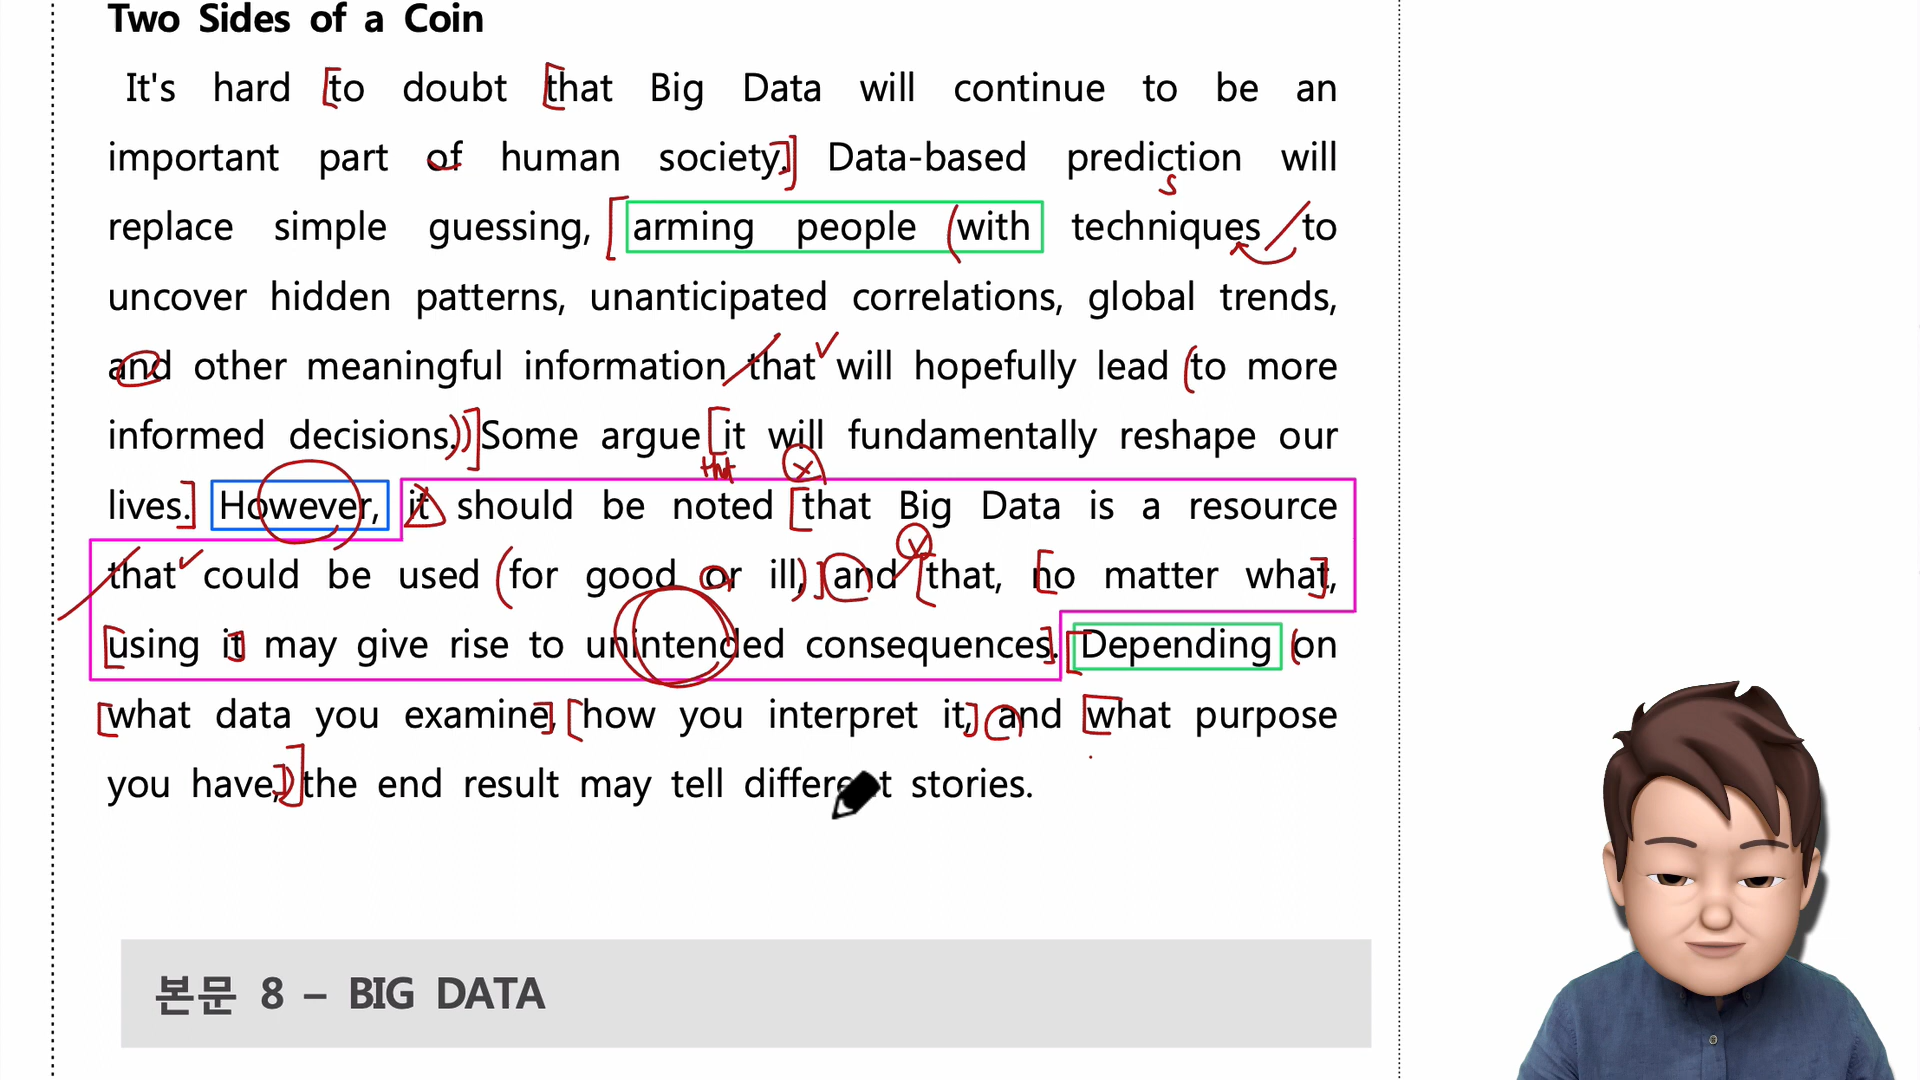 Two Sides of a Coin
It's hard to doubt that Big Data will continue to be an
important part of human society. Data-based prediction will
s
replace simple guessing, arming people with techniques to
uncover hidden patterns, unanticipated correlations, global trends,
and other meaningful information that will hopefully lead to more
informed decisions. Some argue it will fundamentally reshape our
that
lives. However, it should be noted that Big Data is a resource
that could be used for good or ill, and that, no matter what,
using it may give rise to unintended consequences. Depending on
what data you examine, how you interpret it, and what purpose
you have, the end result may tell different stories.
본문 8 – BIG DATA